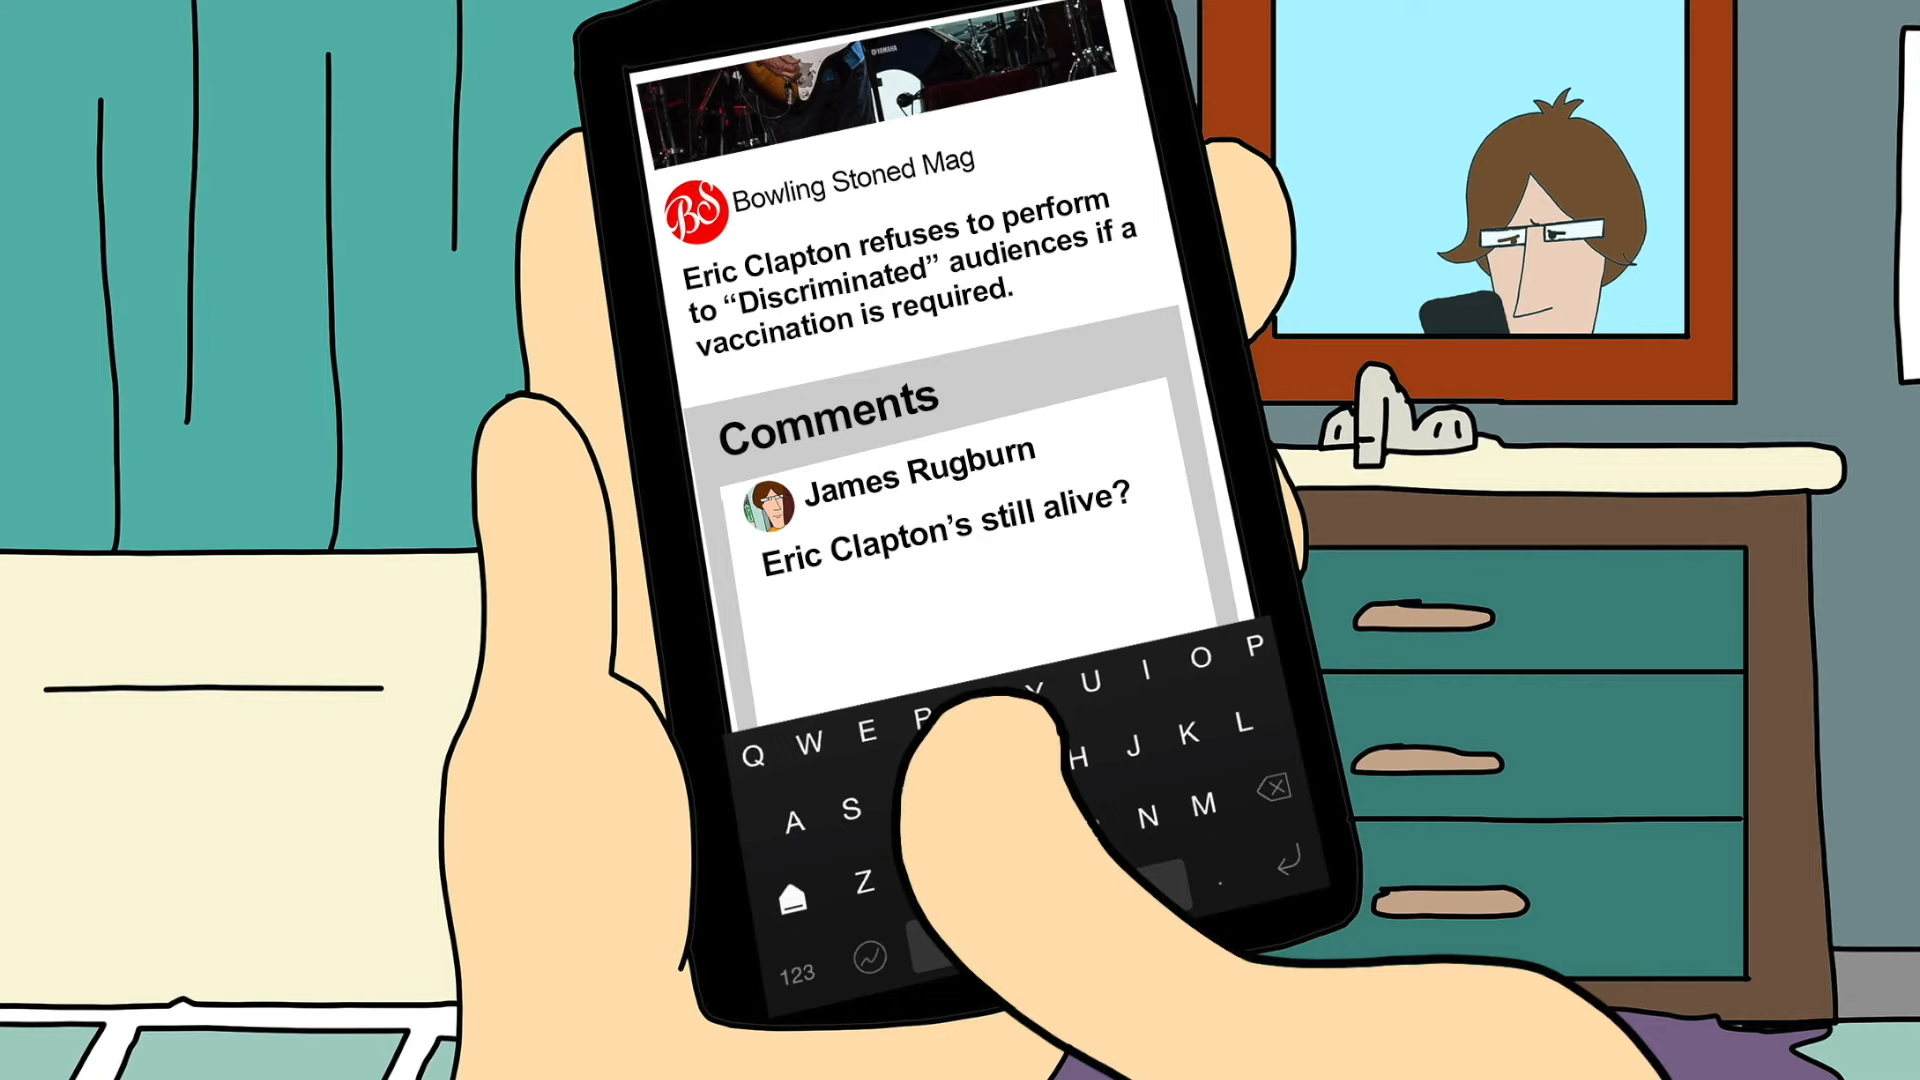 YAMAHA
BS
Bowling Stoned Mag
Eric Clapton refuses to perform
to “Discriminated” audiences if a
vaccination is required.
Comments
James Rugburn
Eric Clapton’s still alive?
Q W E P Y U I O P
A S H J K L
Z N M
123 .